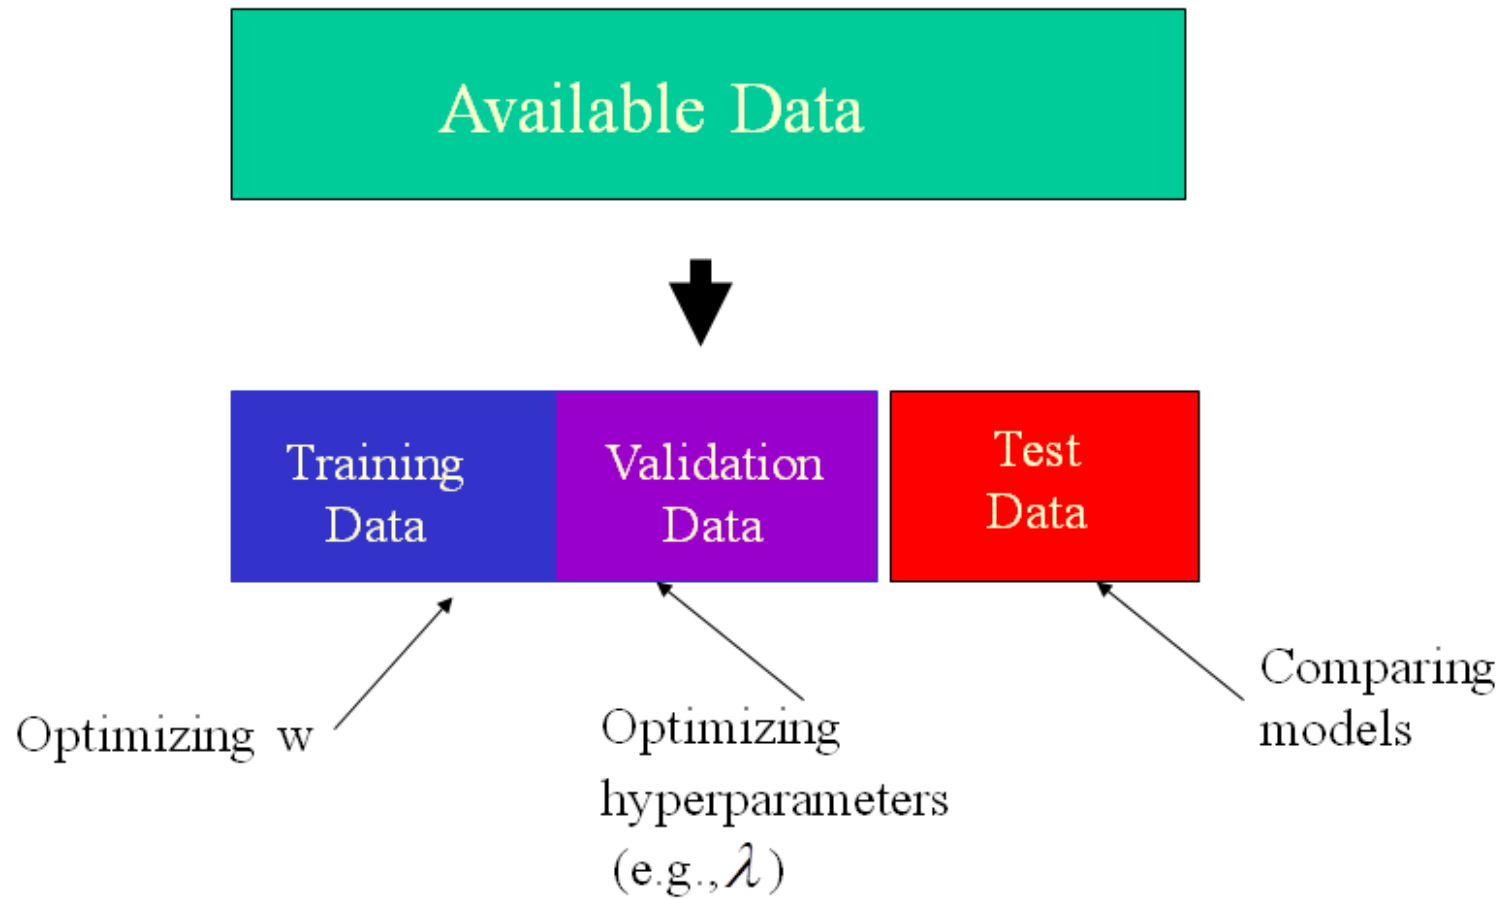 Available Data
Training
Data
Validation
Data
Test
Data
Optimizing w
Optimizing
hyperparameters
(e.g., λ)
Comparing
models